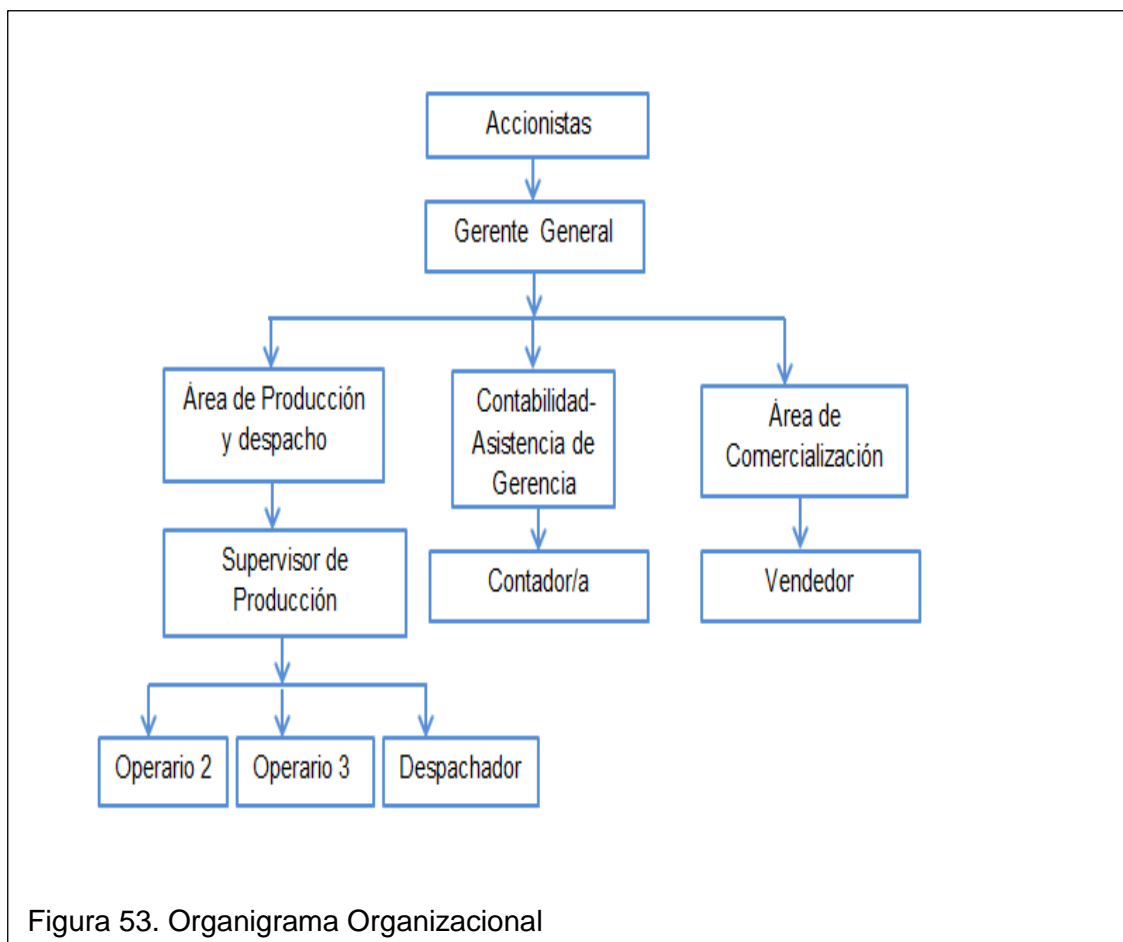 Accionistas
Gerente General
Área de Producción
y despacho
Contabilidad-
Asistencia de
Gerencia
Área de
Comercialización
Supervisor de
Producción
Contador/a
Vendedor
Operario 2
Operario 3
Despachador
Figura 53. Organigrama Organizacional